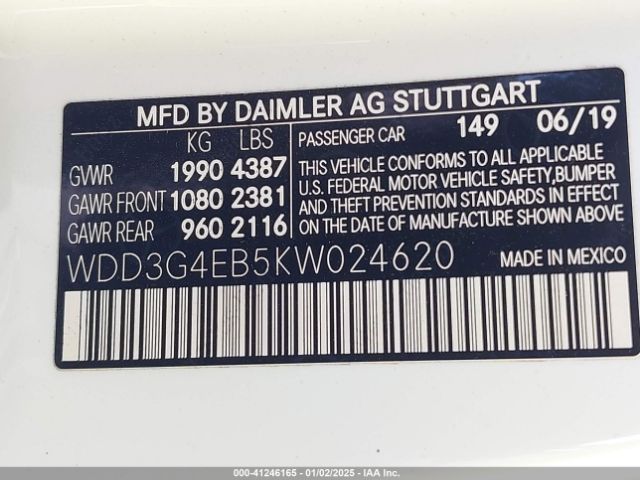 MFD BY DAIMLER AG STUTTGART
KG LBS
GVWR 1990 4387
GAWR FRONT 1080 2381
GAWR REAR 960 2116
PASSENGER CAR 149 06/19
THIS VEHICLE CONFORMS TO ALL APPLICABLE
U.S. FEDERAL MOTOR VEHICLE SAFETY,BUMPER
AND THEFT PREVENTION STANDARDS IN EFFECT
ON THE DATE OF MANUFACTURE SHOWN ABOVE.
WDD3G4EB5KW024620
MADE IN MEXICO
000-41246165 - 01/02/2025 - IAA Inc.